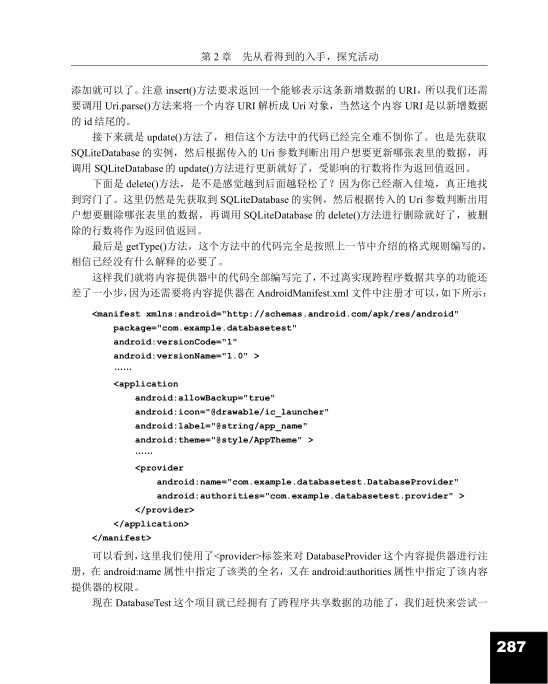 第 2 章 先从看得到的入手，探究活动
添加就可以了。注意 insert()方法要求返回一个能够表示这条新增数据的 URI，所以我们还需
要调用 Uri.parse()方法来将一个内容 URI 解析成 Uri 对象，当然这个内容 URI 是以新增数据
的 id 结尾的。
接下来就是 update()方法了，相信这个方法中的代码已经完全难不倒你了。也是先获取
SQLiteDatabase 的实例，然后根据传入的 Uri 参数判断出用户想要更新哪张表里的数据，再
调用 SQLiteDatabase 的 update()方法进行更新就好了，受影响的行数将作为返回值返回。
下面是 delete()方法，是不是感觉越到后面越轻松了？因为你已经渐入佳境，真正地找
到窍门了。这里仍然是先获取到 SQLiteDatabase 的实例，然后根据传入的 Uri 参数判断出用
户想要删除哪张表里的数据，再调用 SQLiteDatabase 的 delete()方法进行删除就好了，被删
除的行数将作为返回值返回。
最后是 getType()方法，这个方法中的代码完全是按照上一节中介绍的格式规则编写的，
相信已经没有什么解释的必要了。
这样我们就将内容提供器中的代码全部编写完了，不过离实现跨程序数据共享的功能还
差了一小步，因为还需要将内容提供器在 AndroidManifest.xml 文件中注册才可以，如下所示：
<manifest xmlns:android="http://schemas.android.com/apk/res/android"
package="com.example.databasetest"
android:versionCode="1"
android:versionName="1.0" >
……
<application
android:allowBackup="true"
android:icon="@drawable/ic_launcher"
android:label="@string/app_name"
android:theme="@style/AppTheme" >
……
<provider
android:name="com.example.databasetest.DatabaseProvider"
android:authorities="com.example.databasetest.provider" >
</provider>
</application>
</manifest>
可以看到，这里我们使用了<provider>标签来对 DatabaseProvider 这个内容提供器进行注
册，在 android:name 属性中指定了该类的全名，又在 android:authorities 属性中指定了该内容
提供器的权限。
现在 DatabaseTest 这个项目就已经拥有了跨程序共享数据的功能了，我们赶快来尝试一
287